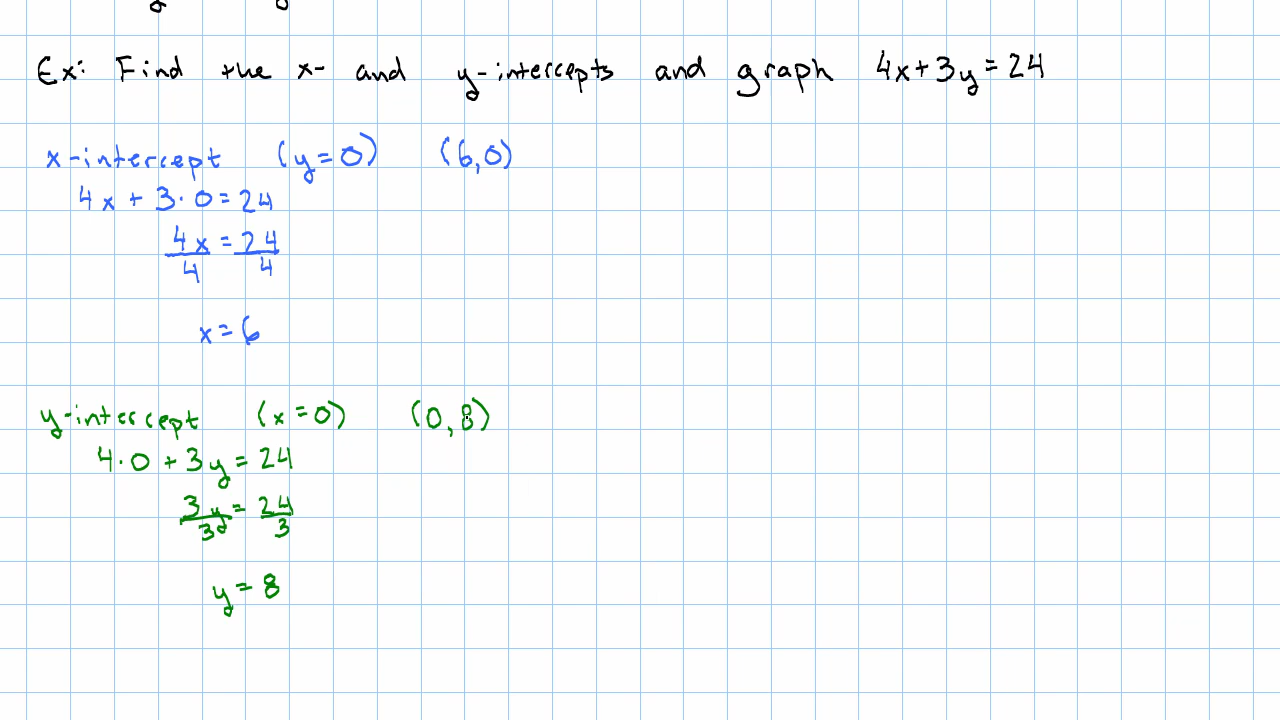 Ex: Find the x- and y-intercepts and graph 4x+3y=24
x-intercept (y=0) (6,0)
4x + 3·0=24
4x = 24
4 4
x=6
y-intercept (x=0) (0,8)
4·0 + 3y = 24
3y = 24
3 3
y = 8